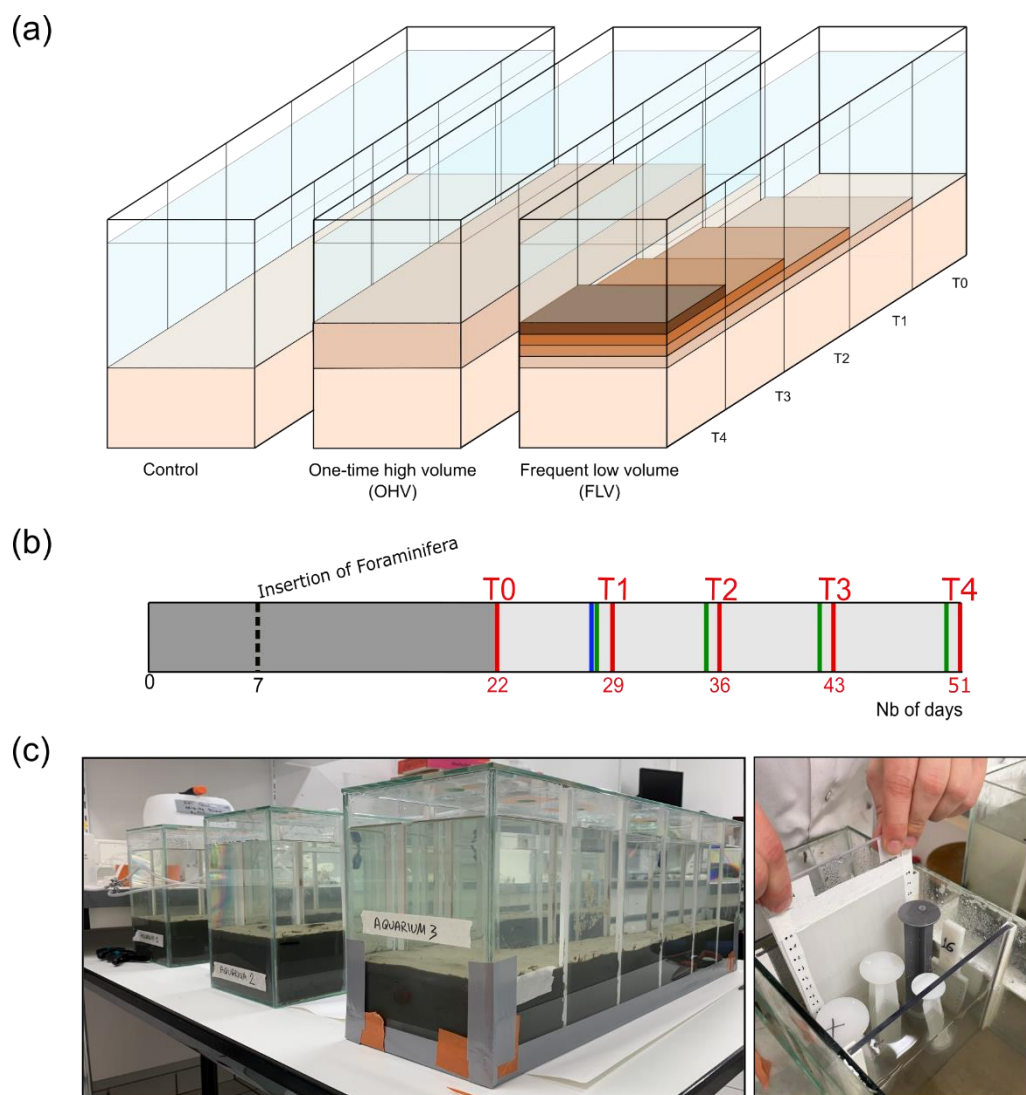 (a)
T0
T1
T2
T3
T4
Control
One-time high volume
(OHV)
Frequent low volume
(FLV)
(b)
Insertion of Foraminifera
T0
T1
T2
T3
T4
0
7
22
29
36
43
51
Nb of days
(c)
AQUARIUM 2
AQUARIUM 3
16